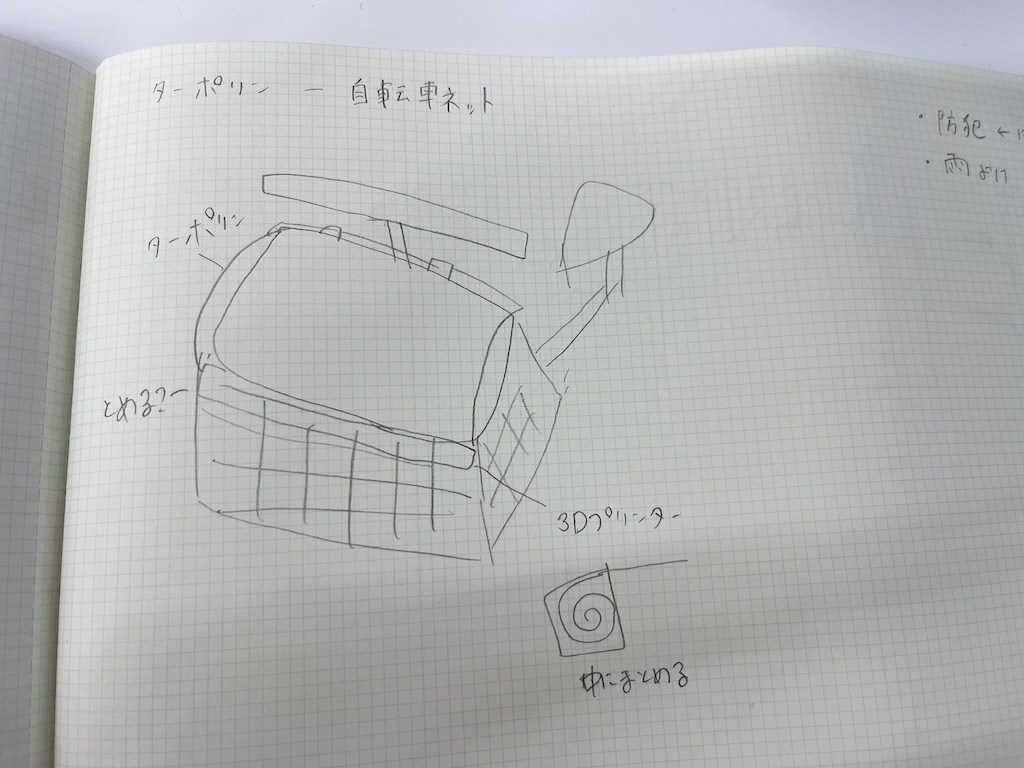 ターポリン ー 自転車ネット
・防犯 ←
・雨よけ
ターポリン
とめる?
3Dプリンター
中にまとめる